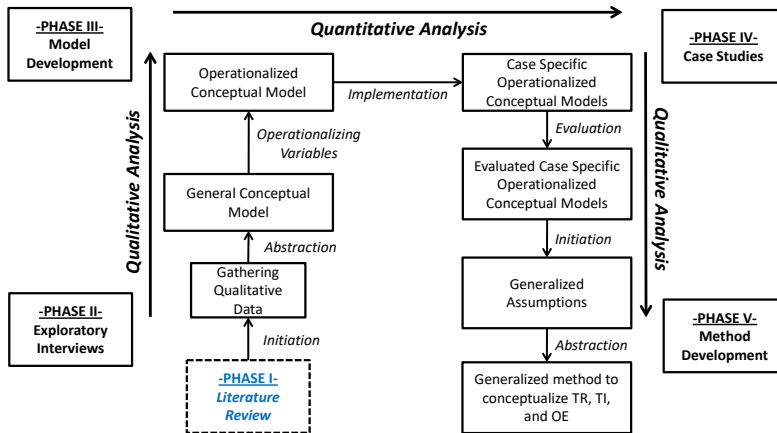 -PHASE III-
Model
Development
Quantitative Analysis
-PHASE IV-
Case Studies
Operationalized
Conceptual Model
Implementation
Case Specific
Operationalized
Conceptual Models
Qualitative Analysis
Operationalizing
Variables
Evaluation
Qualitative Analysis
General Conceptual
Model
Evaluated Case Specific
Operationalized
Conceptual Models
Abstraction
Initiation
Gathering
Qualitative
Data
Generalized
Assumptions
-PHASE II-
Exploratory
Interviews
-PHASE V-
Method
Development
Initiation
Abstraction
-PHASE I-
Literature
Review
Generalized method to
conceptualize TR, TI,
and OE